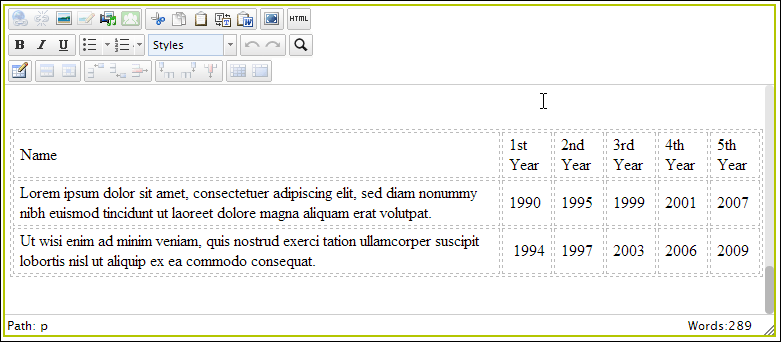 HTML
B I U Styles
Name 1st Year 2nd Year 3rd Year 4th Year 5th Year
Lorem ipsum dolor sit amet, consectetuer adipiscing elit, sed diam nonummy
nibh euismod tincidunt ut laoreet dolore magna aliquam erat volutpat.
1990 1995 1999 2001 2007
Ut wisi enim ad minim veniam, quis nostrud exerci tation ullamcorper suscipit
lobortis nisl ut aliquip ex ea commodo consequat.
1994 1997 2003 2006 2009
Path: p Words:289